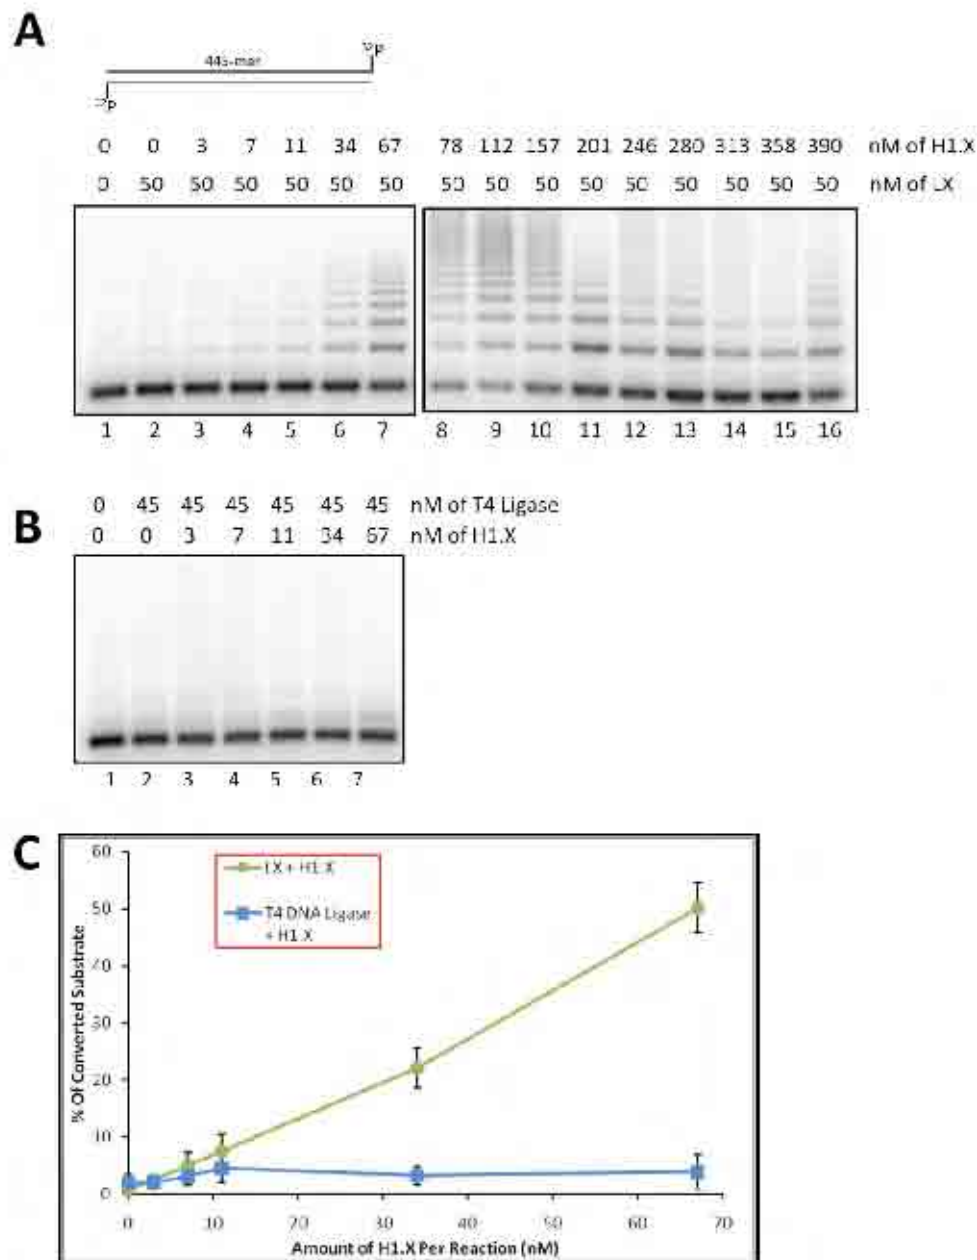 A
P
445-mer
P
0 0 3 7 11 34 67 78 112 157 201 246 280 313 358 390 nM of H1.X
0 50 50 50 50 50 50 50 50 50 50 50 50 50 50 50 nM of LX
1 2 3 4 5 6 7 8 9 10 11 12 13 14 15 16
B
0 45 45 45 45 45 45 nM of T4 Ligase
0 0 3 7 11 34 67 nM of H1.X
1 2 3 4 5 6 7
C
60
LX + H1.X
50
T4 DNA Ligase
+ H1.X
40
30
20
10
0
% Of Converted Substrate
0 10 20 30 40 50 60 70
Amount of H1.X Per Reaction (nM)